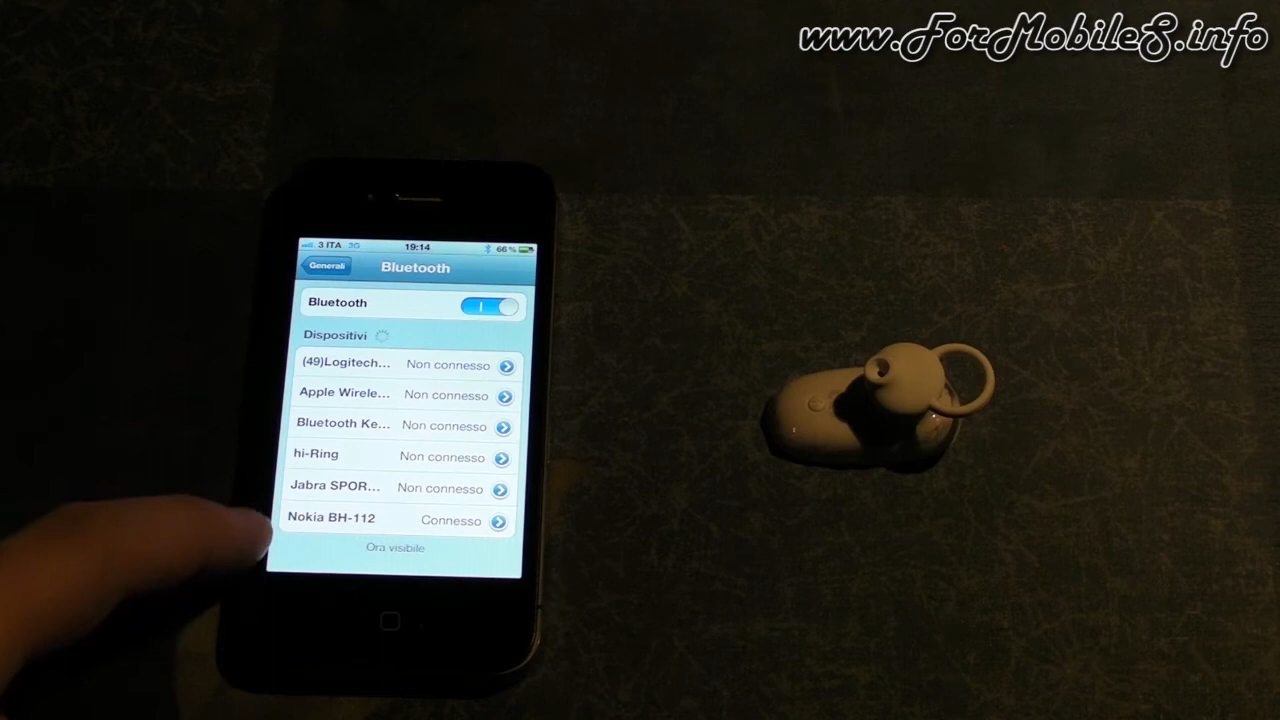 www.ForMobileS.info
3 ITA 3G 19:14 66%
Generali Bluetooth
Bluetooth
Dispositivi
(49)Logitech... Non connesso
Apple Wirele... Non connesso
Bluetooth Ke... Non connesso
hi-Ring Non connesso
Jabra SPOR... Non connesso
Nokia BH-112 Connesso
Ora visibile